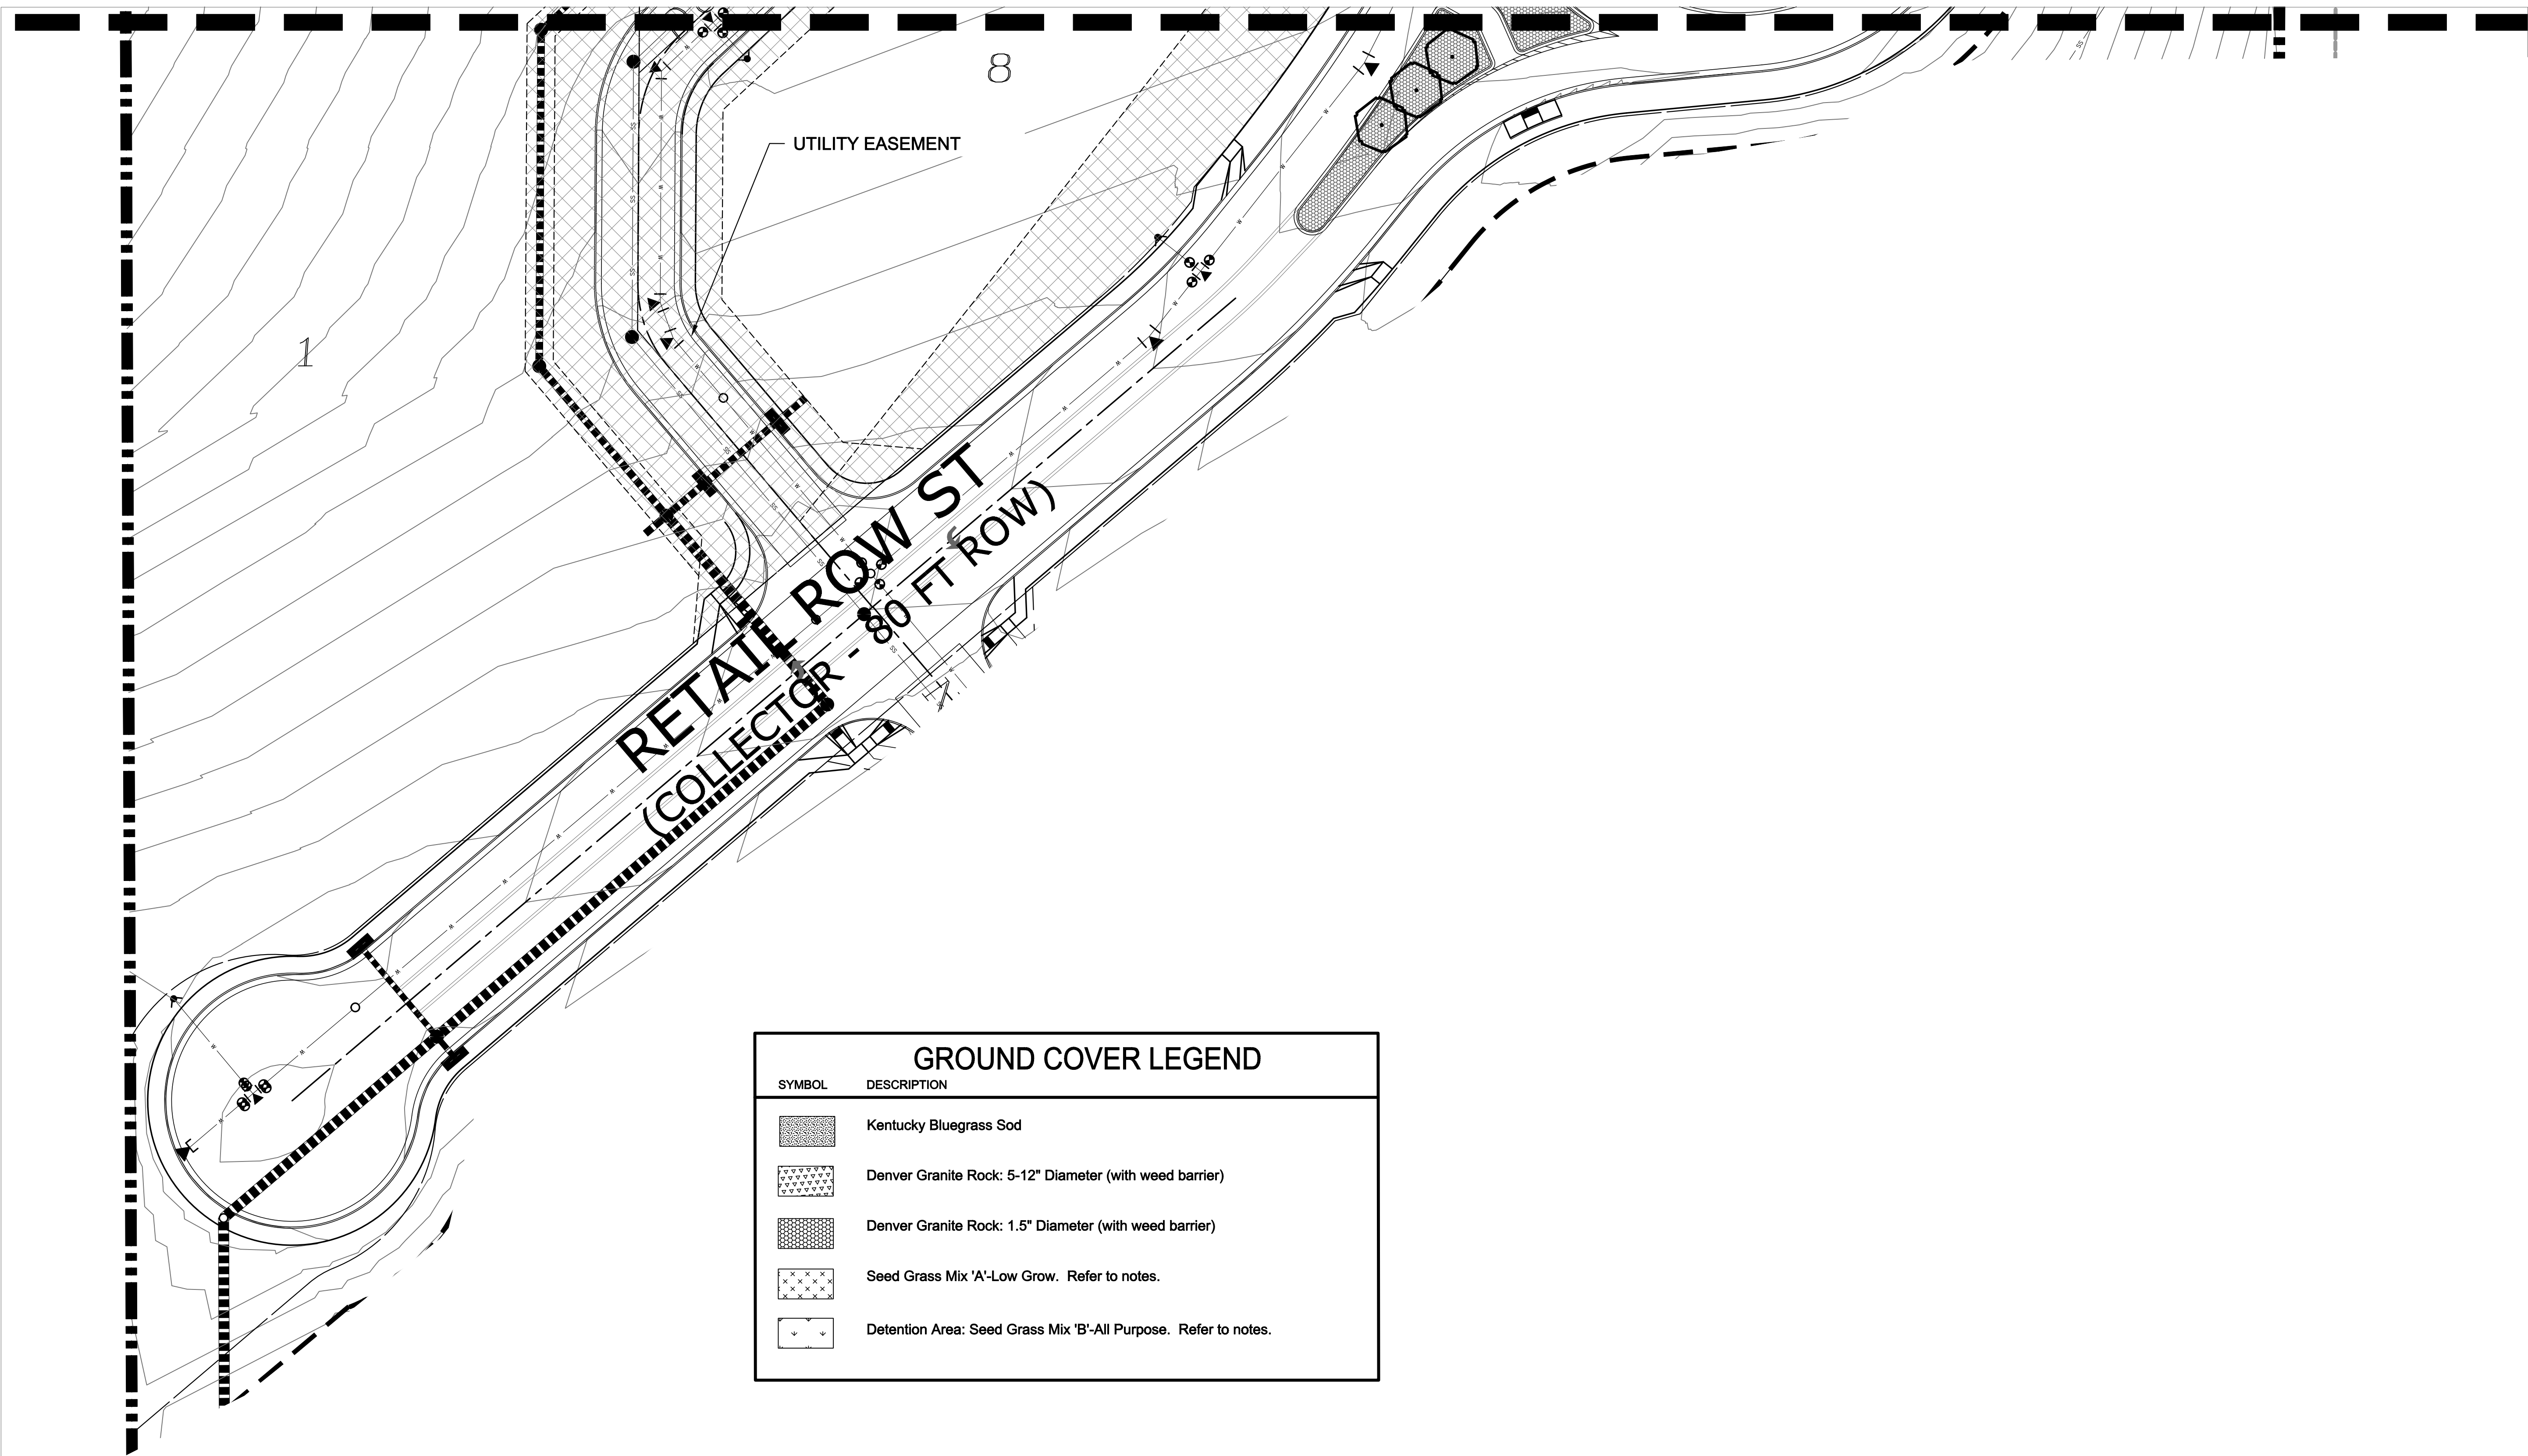 8
UTILITY EASEMENT
1
RETAIL ROW ST
(COLLECTOR - 80 FT ROW)
GROUND COVER LEGEND
SYMBOL DESCRIPTION
Kentucky Bluegrass Sod
Denver Granite Rock: 5-12" Diameter (with weed barrier)
Denver Granite Rock: 1.5" Diameter (with weed barrier)
Seed Grass Mix 'A'-Low Grow. Refer to notes.
Detention Area: Seed Grass Mix 'B'-All Purpose. Refer to notes.